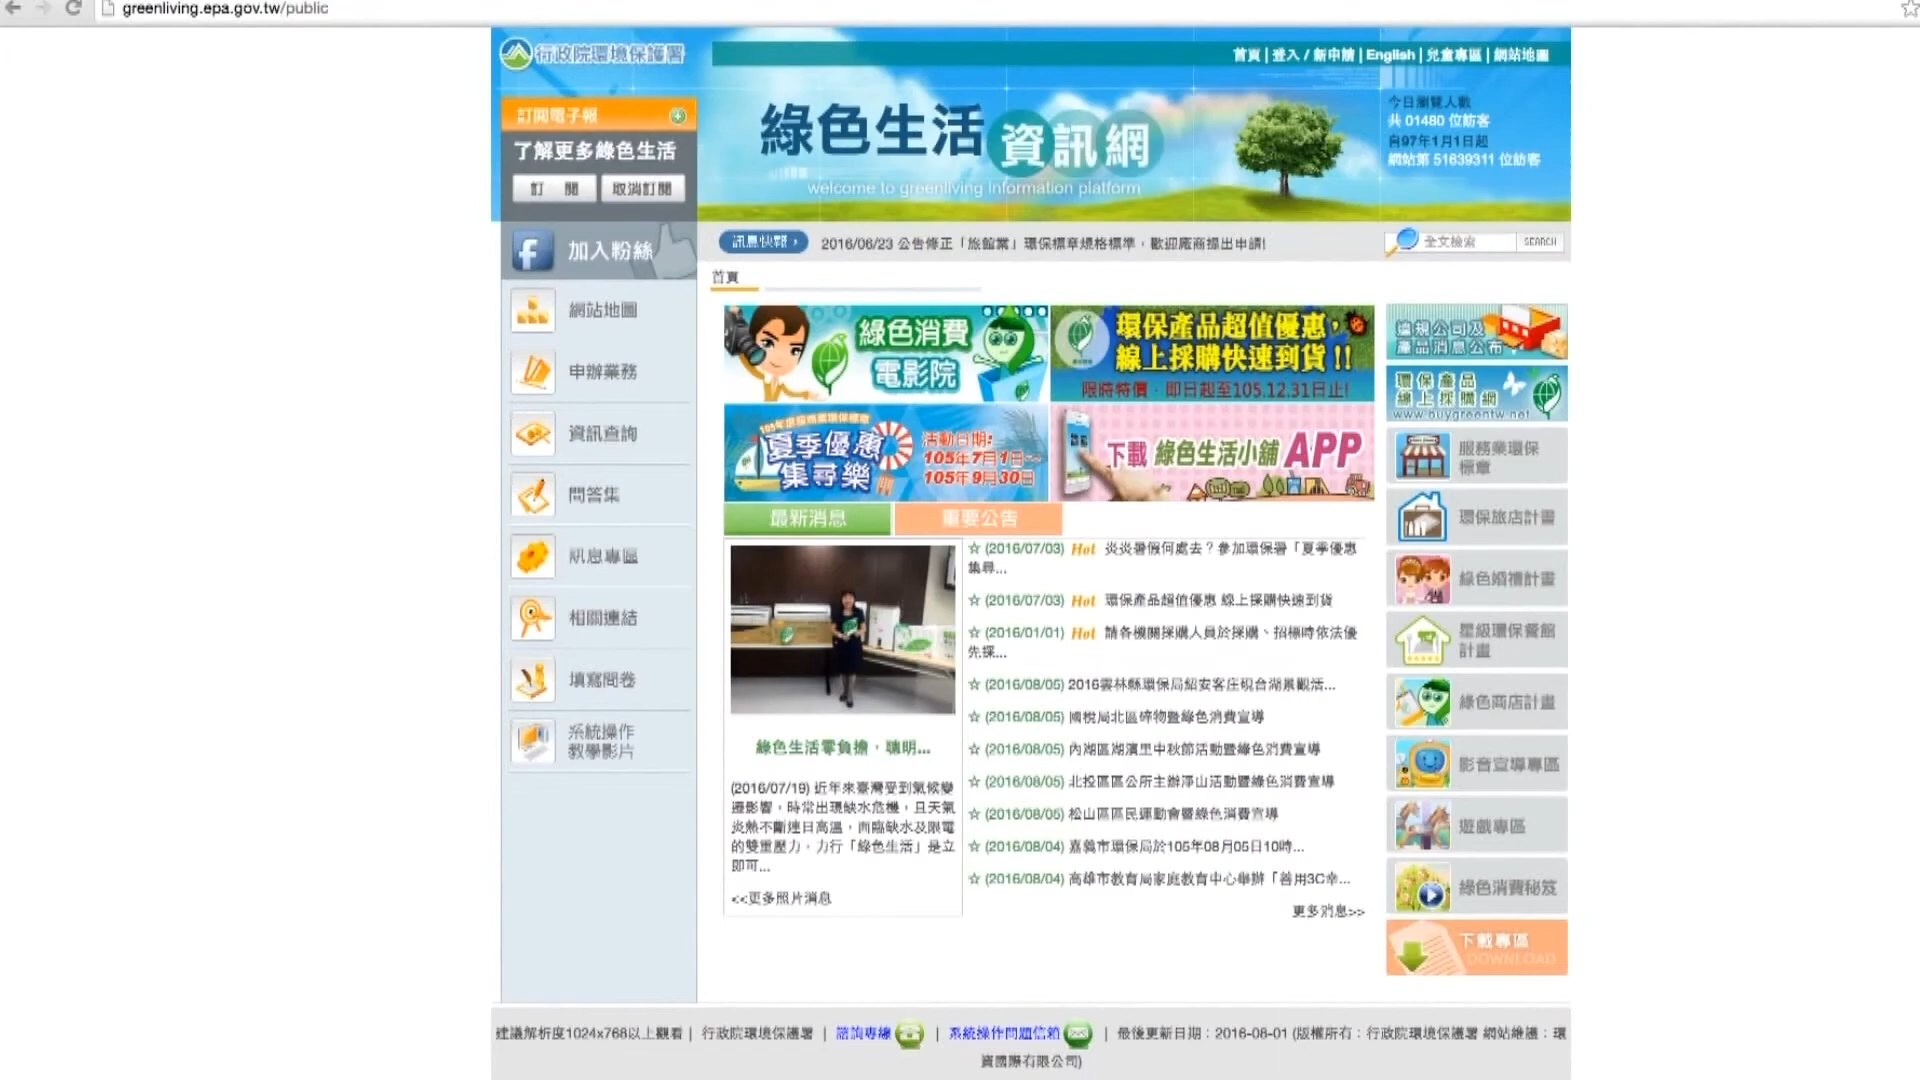 greenliving.epa.gov.tw/public
行政院環境保護署
首頁 | 登入 / 新申請 | English | 兒童專區 | 網站地圖
訂閱電子報
了解更多綠色生活
訂 閱
取消訂閱
綠色生活資訊網
welcome to greenliving information platform
今日瀏覽人數
共 01480 位訪客
自97年1月1日起
網站第 51639311 位訪客
加入粉絲
訊息快報
2016/06/23 公告修正「旅館業」環保標章規格標準，歡迎廠商提出申請!
全文檢索
SEARCH
首頁
網站地圖
申辦業務
資訊查詢
問答集
訊息專區
相關連結
填寫問卷
系統操作
教學影片
綠色消費
電影院
環保產品超值優惠，
線上採購快速到貨!!
限時特價，即日起至105.12.31日止!
105年服務業環保標章
夏季優惠
集尋樂
活動日期:
105年7月1日~
105年9月30日
下載 綠色生活小舖 APP
最新消息
重要公告
綠色生活零負擔，聰明...
(2016/07/19) 近年來臺灣受到氣候變
遷影響，時常出現缺水危機，且天氣
炎熱不斷連日高溫，面臨缺水及限電
的雙重壓力，力行「綠色生活」是立
即可...
<<更多照片消息
☆ (2016/07/03) Hot 炎炎暑假何處去？參加環保署「夏季優惠
集尋...
☆ (2016/07/03) Hot 環保產品超值優惠 線上採購快速到貨
☆ (2016/01/01) Hot 請各機關採購人員於採購、招標時依法優
先採...
☆ (2016/08/05) 2016雲林縣環保局紹安客庄硯台湖景觀活...
☆ (2016/08/05) 國稅局北區碎物暨綠色消費宣導
☆ (2016/08/05) 內湖區湖濱里中秋節活動暨綠色消費宣導
☆ (2016/08/05) 北投區區公所主辦淨山活動暨綠色消費宣導
☆ (2016/08/05) 松山區區民運動會暨綠色消費宣導
☆ (2016/08/04) 嘉義市環保局於105年08月05日10時...
☆ (2016/08/04) 高雄市教育局家庭教育中心舉辦「善用3C幸...
更多消息>>
違規公司及
產品消息公布
環保產品
線上採購網
www.buygreentw.net
服務業環保
標章
環保旅店計畫
綠色婚禮計畫
星級環保餐館
計畫
綠色商店計畫
影音宣導專區
遊戲專區
綠色消費秘笈
下載專區
DOWNLOAD
建議解析度1024x768以上觀看 | 行政院環境保護署 | 諮詢專線 | 系統操作問題信箱 | 最後更新日期：2016-08-01 (版權所有：行政院環境保護署 網站維護：環
資國際有限公司)